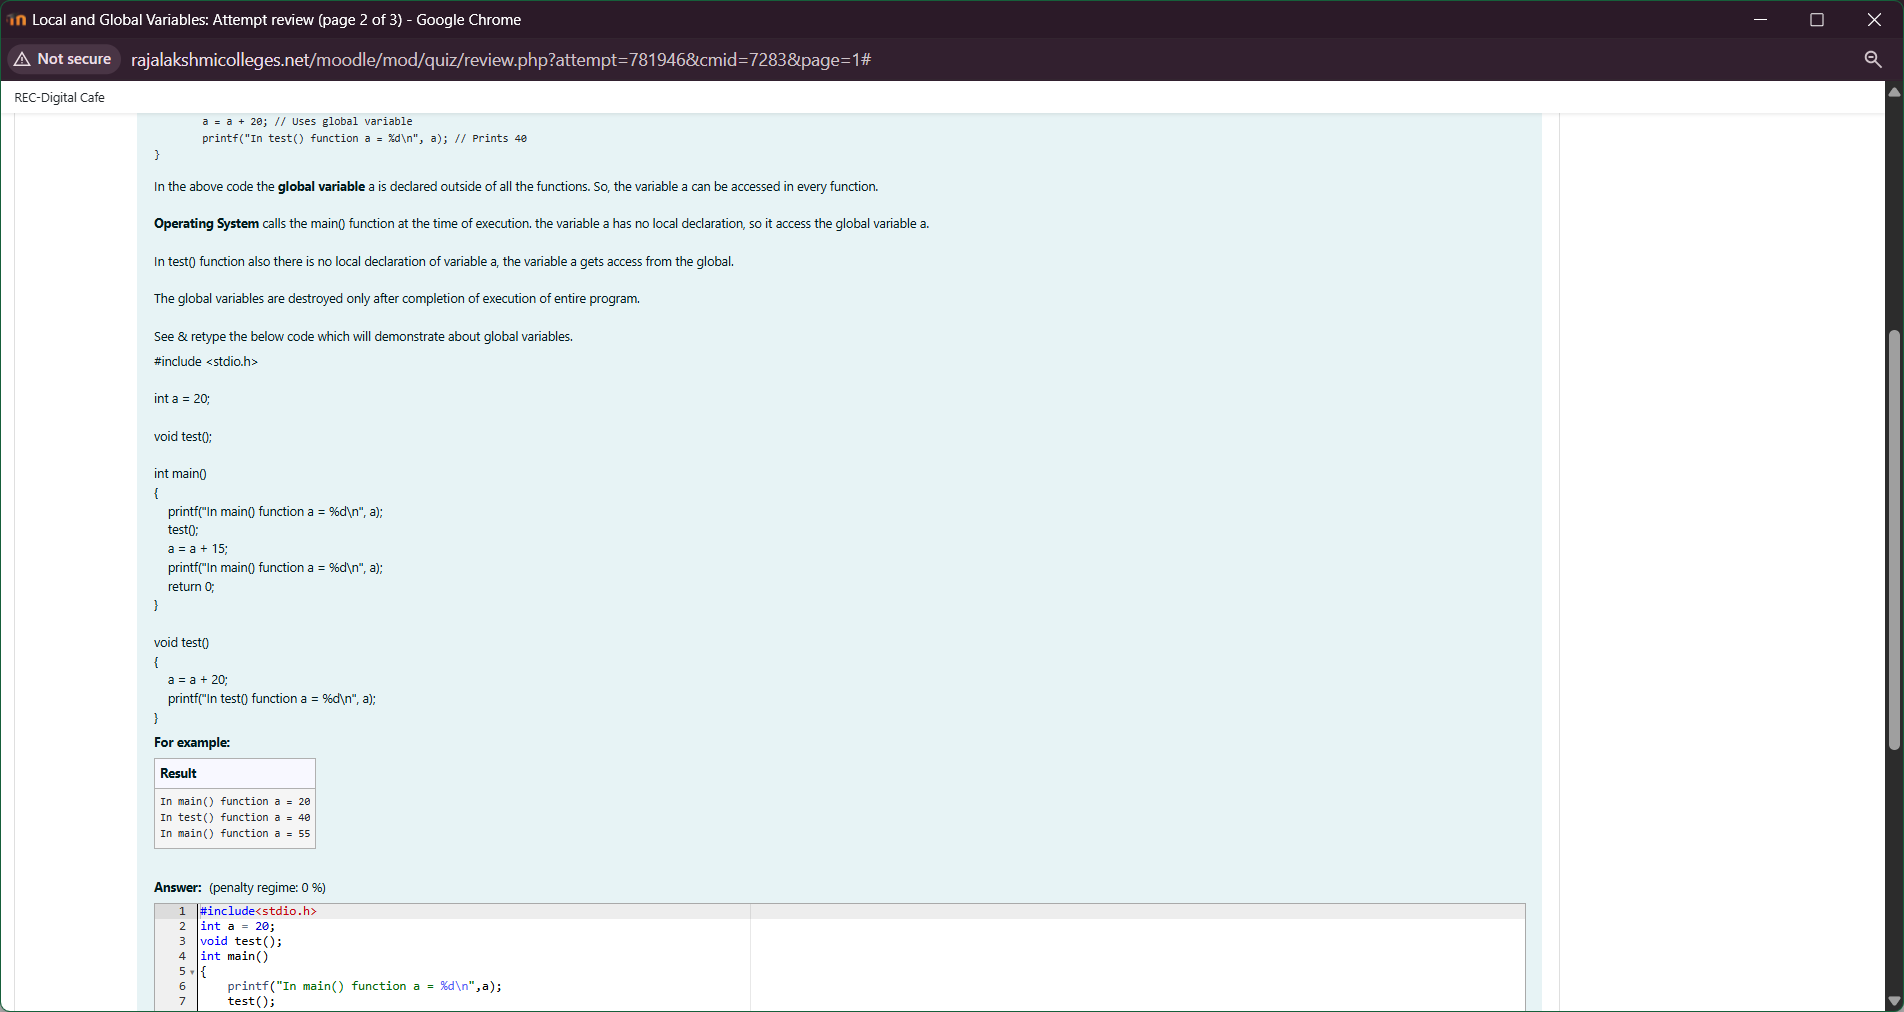 Local and Global Variables: Attempt review (page 2 of 3) - Google Chrome
Not secure rajalakshmicolleges.net/moodle/mod/quiz/review.php?attempt=781946&cmid=7283&page=1#
REC-Digital Cafe
a = a + 20; // Uses global variable
printf("In test() function a = %d\n", a); // Prints 40
}
In the above code the global variable a is declared outside of all the functions. So, the variable a can be accessed in every function.
Operating System calls the main() function at the time of execution. the variable a has no local declaration, so it access the global variable a.
In test() function also there is no local declaration of variable a, the variable a gets access from the global.
The global variables are destroyed only after completion of execution of entire program.
See & retype the below code which will demonstrate about global variables.
#include <stdio.h>
int a = 20;
void test();
int main()
{
printf("In main() function a = %d\n", a);
test();
a = a + 15;
printf("In main() function a = %d\n", a);
return 0;
}
void test()
{
a = a + 20;
printf("In test() function a = %d\n", a);
}
For example:
Result
In main() function a = 20
In test() function a = 40
In main() function a = 55
Answer: (penalty regime: 0 %)
1 #include<stdio.h>
2 int a = 20;
3 void test();
4 int main()
5 {
6 printf("In main() function a = %d\n",a);
7 test();